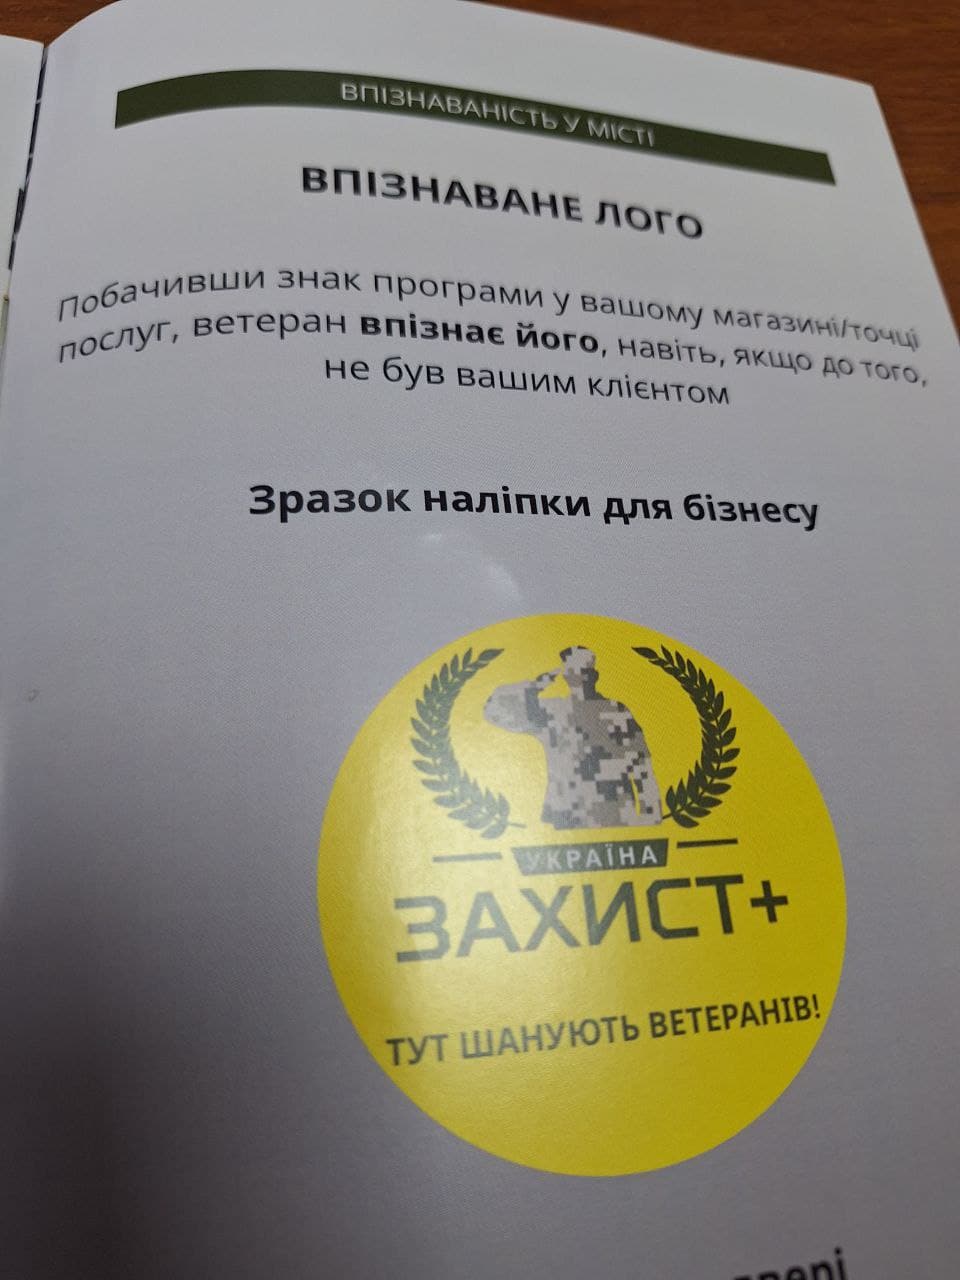 ВПІЗНАВАНІСТЬ У МІСТІ
ВПІЗНАВАНЕ ЛОГО
Побачивши знак програми у вашому магазині/точці
послуг, ветеран впізнає його, навіть, якщо до того,
не був вашим клієнтом
Зразок наліпки для бізнесу
УКРАЇНА
ЗАХИСТ+
ТУТ ШАНУЮТЬ ВЕТЕРАНІВ!